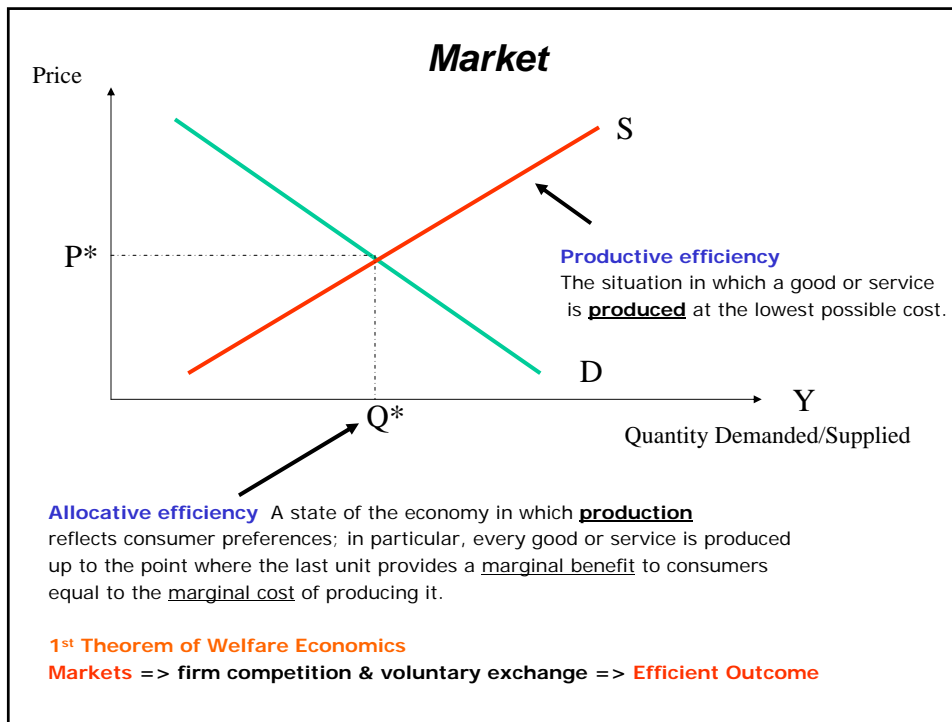 Market
Price
S
P*
Productive efficiency
The situation in which a good or service
is produced at the lowest possible cost.
D
Y
Q*
Quantity Demanded/Supplied
Allocative efficiency A state of the economy in which production
reflects consumer preferences; in particular, every good or service is produced
up to the point where the last unit provides a marginal benefit to consumers
equal to the marginal cost of producing it.
1st Theorem of Welfare Economics
Markets => firm competition & voluntary exchange => Efficient Outcome